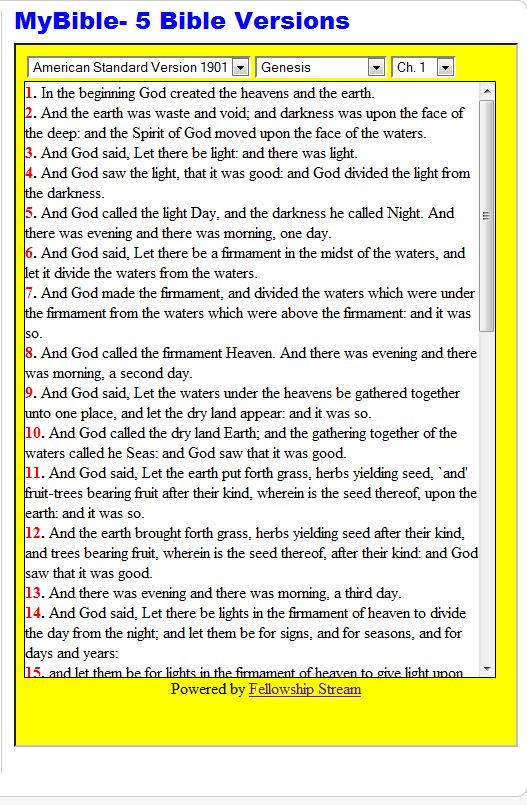 MyBible- 5 Bible Versions
American Standard Version 1901 Genesis Ch. 1
1. In the beginning God created the heavens and the earth.
2. And the earth was waste and void; and darkness was upon the face of
the deep: and the Spirit of God moved upon the face of the waters.
3. And God said, Let there be light: and there was light.
4. And God saw the light, that it was good: and God divided the light from
the darkness.
5. And God called the light Day, and the darkness he called Night. And
there was evening and there was morning, one day.
6. And God said, Let there be a firmament in the midst of the waters, and
let it divide the waters from the waters.
7. And God made the firmament, and divided the waters which were under
the firmament from the waters which were above the firmament: and it was
so.
8. And God called the firmament Heaven. And there was evening and there
was morning, a second day.
9. And God said, Let the waters under the heavens be gathered together
unto one place, and let the dry land appear: and it was so.
10. And God called the dry land Earth; and the gathering together of the
waters called he Seas: and God saw that it was good.
11. And God said, Let the earth put forth grass, herbs yielding seed, `and'
fruit-trees bearing fruit after their kind, wherein is the seed thereof, upon the
earth: and it was so.
12. And the earth brought forth grass, herbs yielding seed after their kind,
and trees bearing fruit, wherein is the seed thereof, after their kind: and God
saw that it was good.
13. And there was evening and there was morning, a third day.
14. And God said, Let there be lights in the firmament of heaven to divide
the day from the night; and let them be for signs, and for seasons, and for
days and years:
15. and let them be for lights in the firmament of heaven to give light upon
Powered by Fellowship Stream